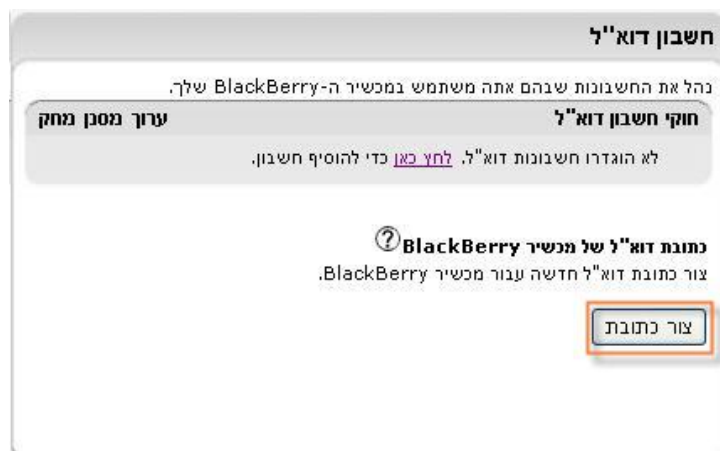 חשבון דוא''ל
נהל את החשבונות שבהם אתה משתמש במכשיר ה-BlackBerry שלך.
חוקי חשבון דוא"ל ערוך מסנן מחק
לא הוגדרו חשבונות דוא"ל. לחץ כאן כדי להוסיף חשבון.
כתובת דוא"ל של מכשיר BlackBerry ?
צור כתובת דוא"ל חדשה עבור מכשיר BlackBerry.
צור כתובת